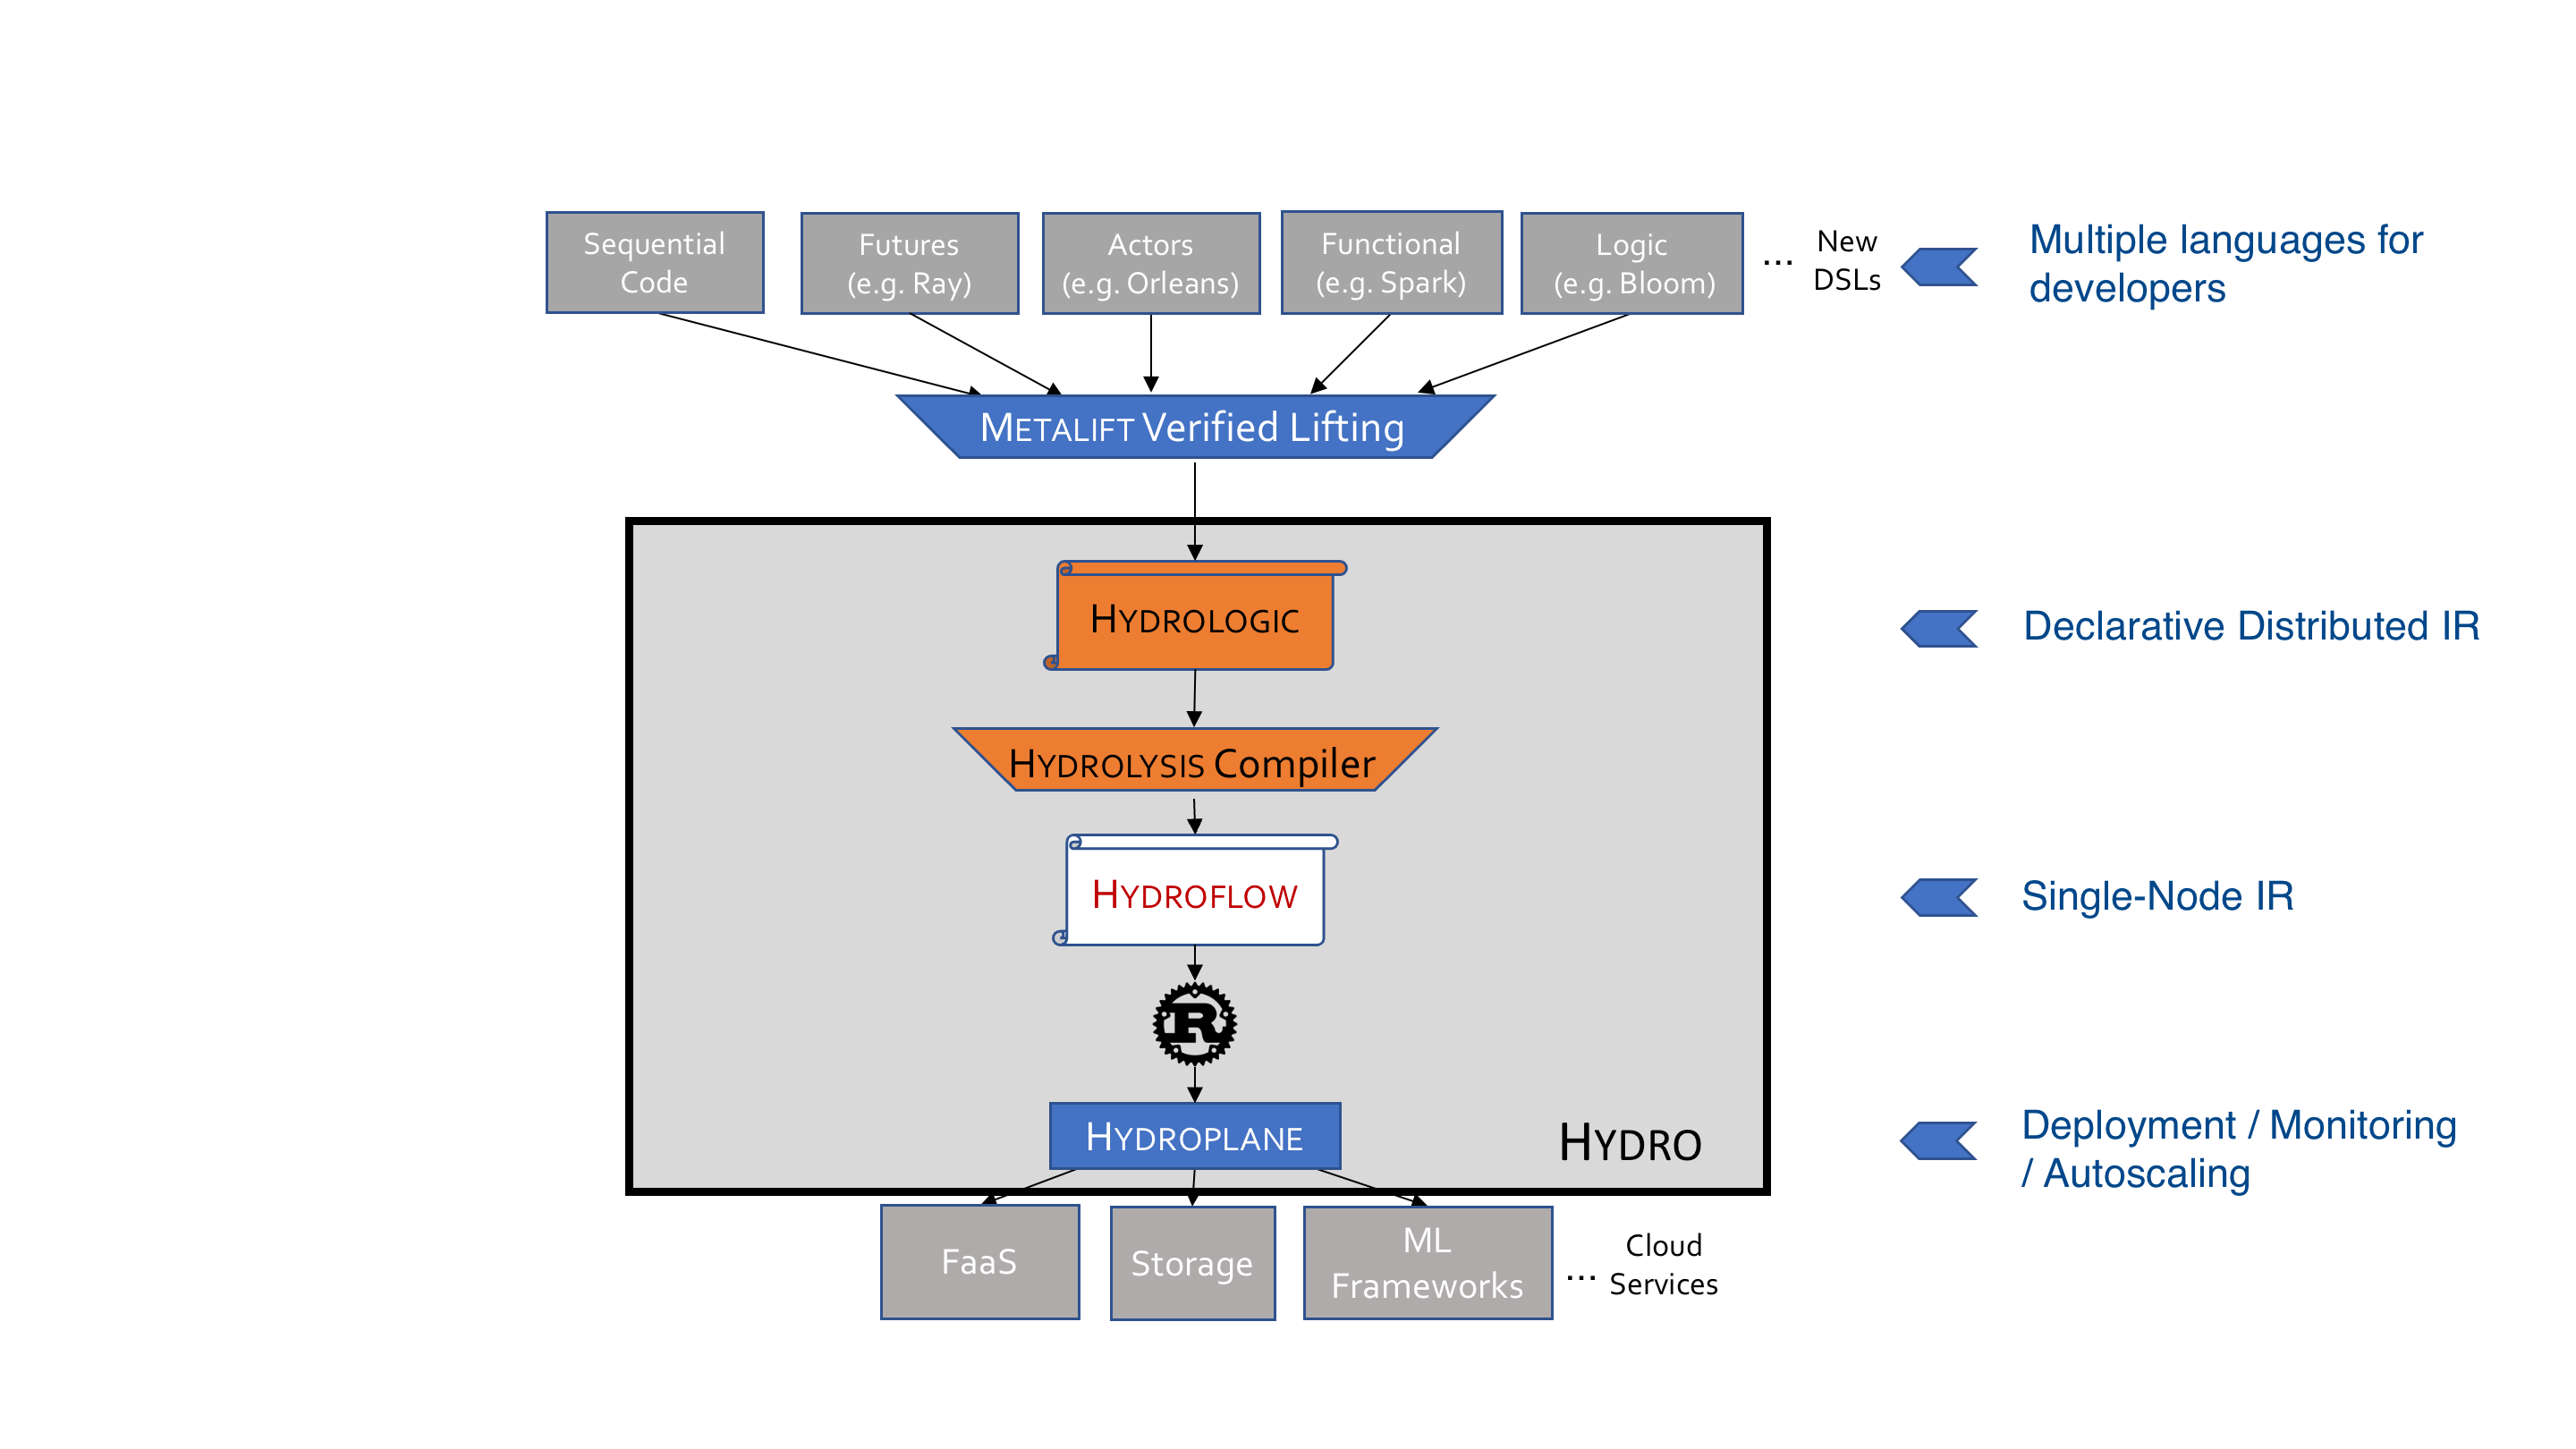 Sequential
Code
Futures
(e.g. Ray)
Actors
(e.g. Orleans)
Functional
(e.g. Spark)
Logic
(e.g. Bloom)
...
New
DSLs
Multiple languages for
developers
METALIFT Verified Lifting
HYDROLOGIC
Declarative Distributed IR
HYDROLYSIS Compiler
HYDROFLOW
Single-Node IR
R
HYDROPLANE
HYDRO
Deployment / Monitoring
/ Autoscaling
FaaS
Storage
ML
Frameworks
...
Cloud
Services